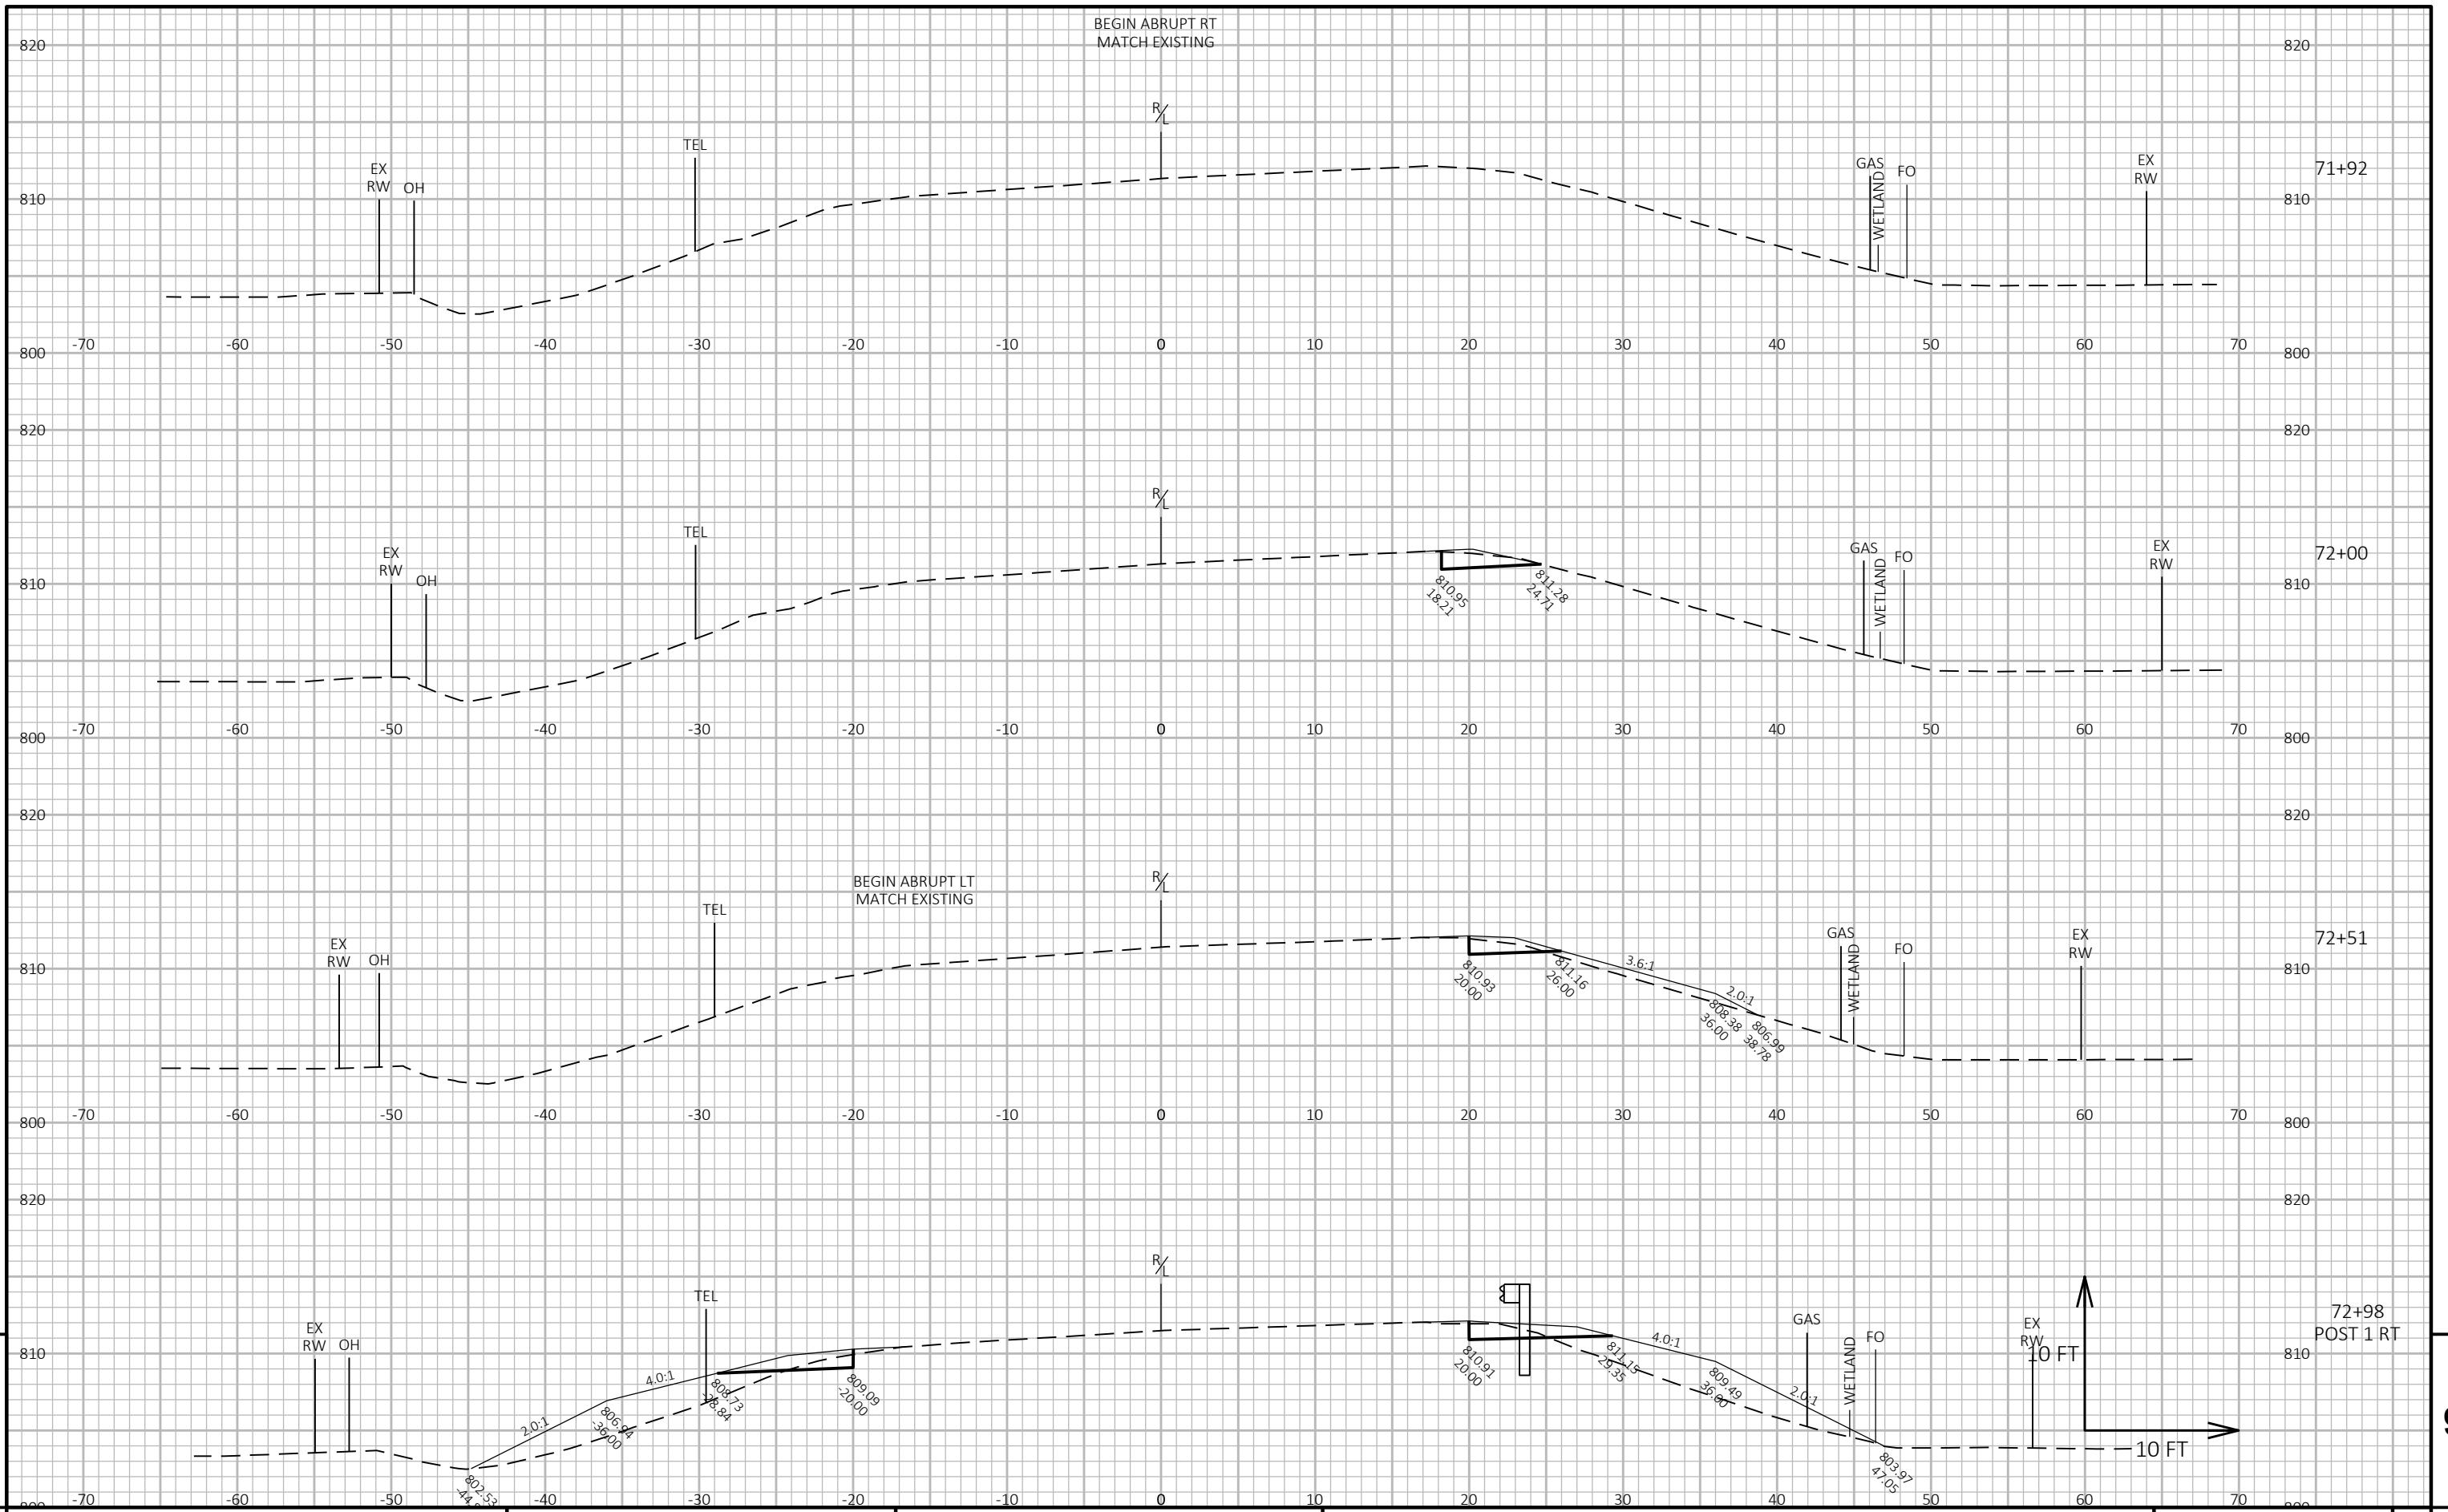 BEGIN ABRUPT RT
MATCH EXISTING
820 820
R/L
TEL
EX
RW OH
GAS WETLAND FO
EX
RW
71+92
810 810
800 -70 -60 -50 -40 -30 -20 -10 0 10 20 30 40 50 60 70 800
820 820
R/L
TEL
EX
RW
OH
GAS WETLAND FO
EX
RW
72+00
810 810
810.95
18.21
811.28
24.71
800 -70 -60 -50 -40 -30 -20 -10 0 10 20 30 40 50 60 70 800
820 820
BEGIN ABRUPT LT
MATCH EXISTING
R/L
TEL
EX
RW
OH
GAS WETLAND FO
EX
RW
72+51
810 810
810.93
20.00
811.16
26.00
3.6:1
2.0:1
808.38
36.00
806.99
38.78
800 -70 -60 -50 -40 -30 -20 -10 0 10 20 30 40 50 60 70 800
820 820
R/L
TEL
EX
RW
OH
GAS
WETLAND
FO
EX
RW
10 FT
10 FT
72+98
POST 1 RT
810 810
2.0:1
4.0:1
802.53
806.94
-36.00
808.73
-28.84
809.09
-20.00
810.91
20.00
811.15
29.35
4.0:1
809.49
36.00
2.0:1
803.97
47.05
-70 -60 -50 -40 -30 -20 -10 0 10 20 30 40 50 60 70